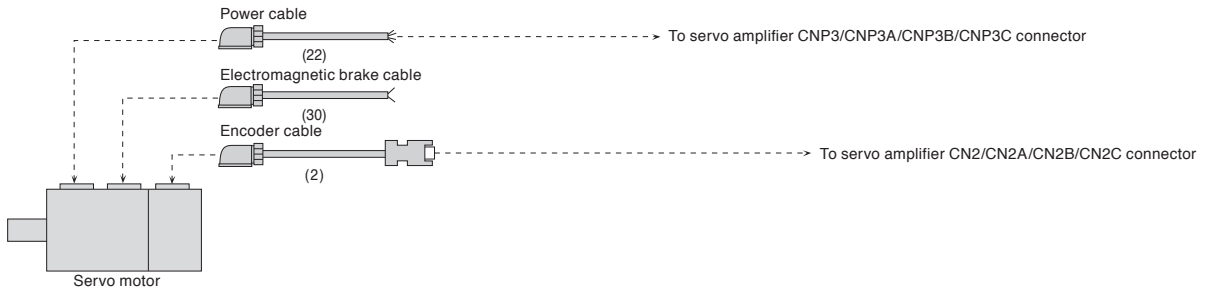 Power cable
To servo amplifier CNP3/CNP3A/CNP3B/CNP3C connector
(22)
Electromagnetic brake cable
(30)
Encoder cable
To servo amplifier CN2/CN2A/CN2B/CN2C connector
(2)
Servo motor